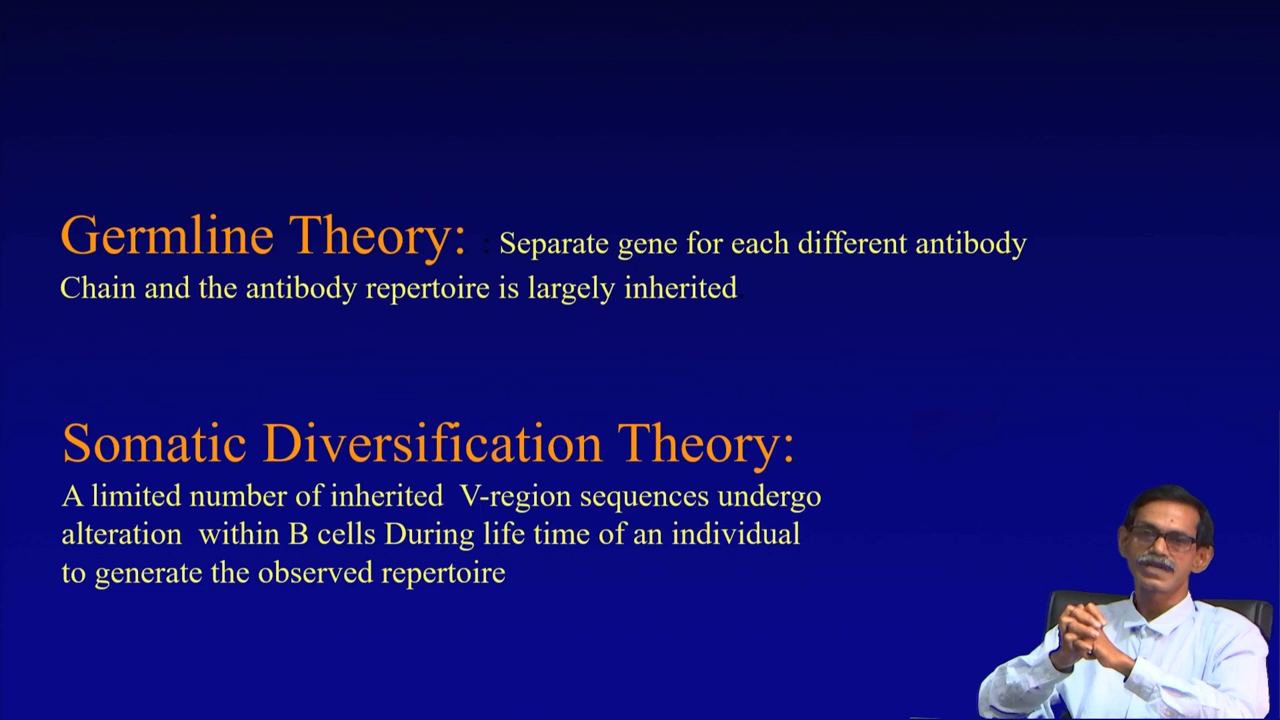 Germline Theory: : Separate gene for each different antibody
Chain and the antibody repertoire is largely inherited.
Somatic Diversification Theory:
A limited number of inherited V-region sequences undergo
alteration within B cells During life time of an individual
to generate the observed repertoire